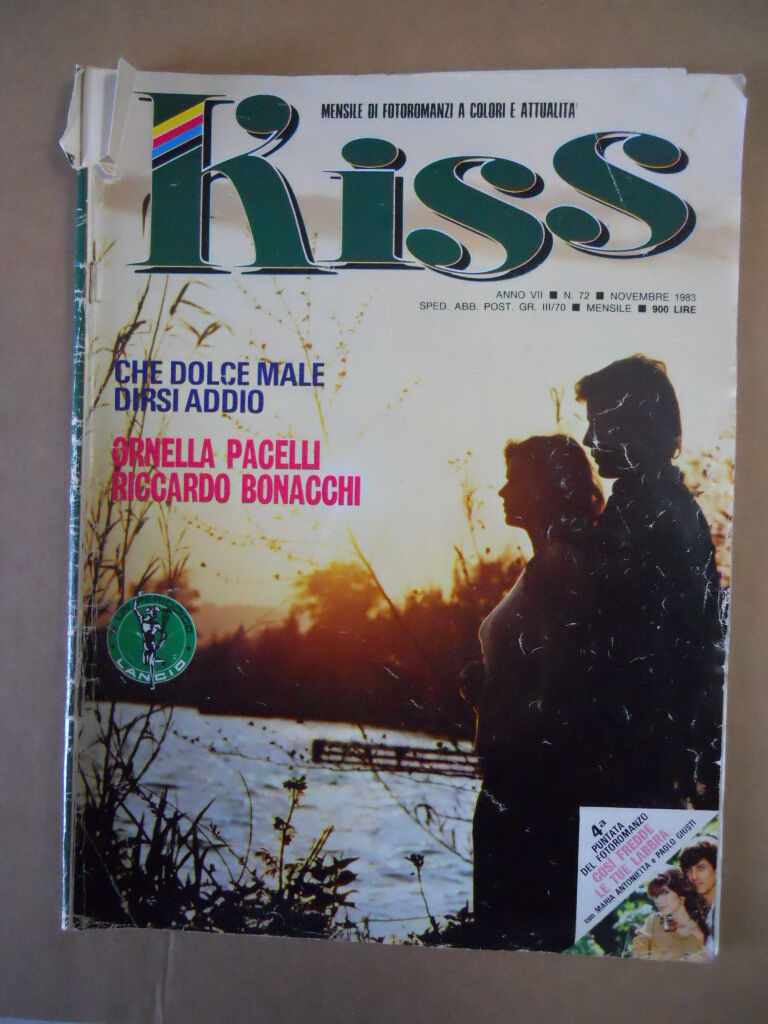 Kiss
MENSILE DI FOTOROMANZI A COLORI E ATTUALITA'
ANNO VII ■ N. 72 ■ NOVEMBRE 1983
SPED. ABB. POST. GR. III/70 ■ MENSILE ■ 900 LIRE
CHE DOLCE MALE
DIRSI ADDIO
ORNELLA PACELLI
RICCARDO BONACCHI
LANCIO
4ª
PUNTATA
DEL FOTOROMANZO
COSÌ FREDDE
LE TUE LABBRA
con MARIA ANTONIETTA e PAOLO GIUSTI